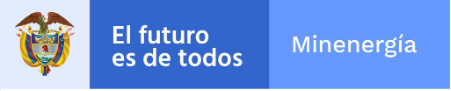 El futuro
es de todos
Minenergía